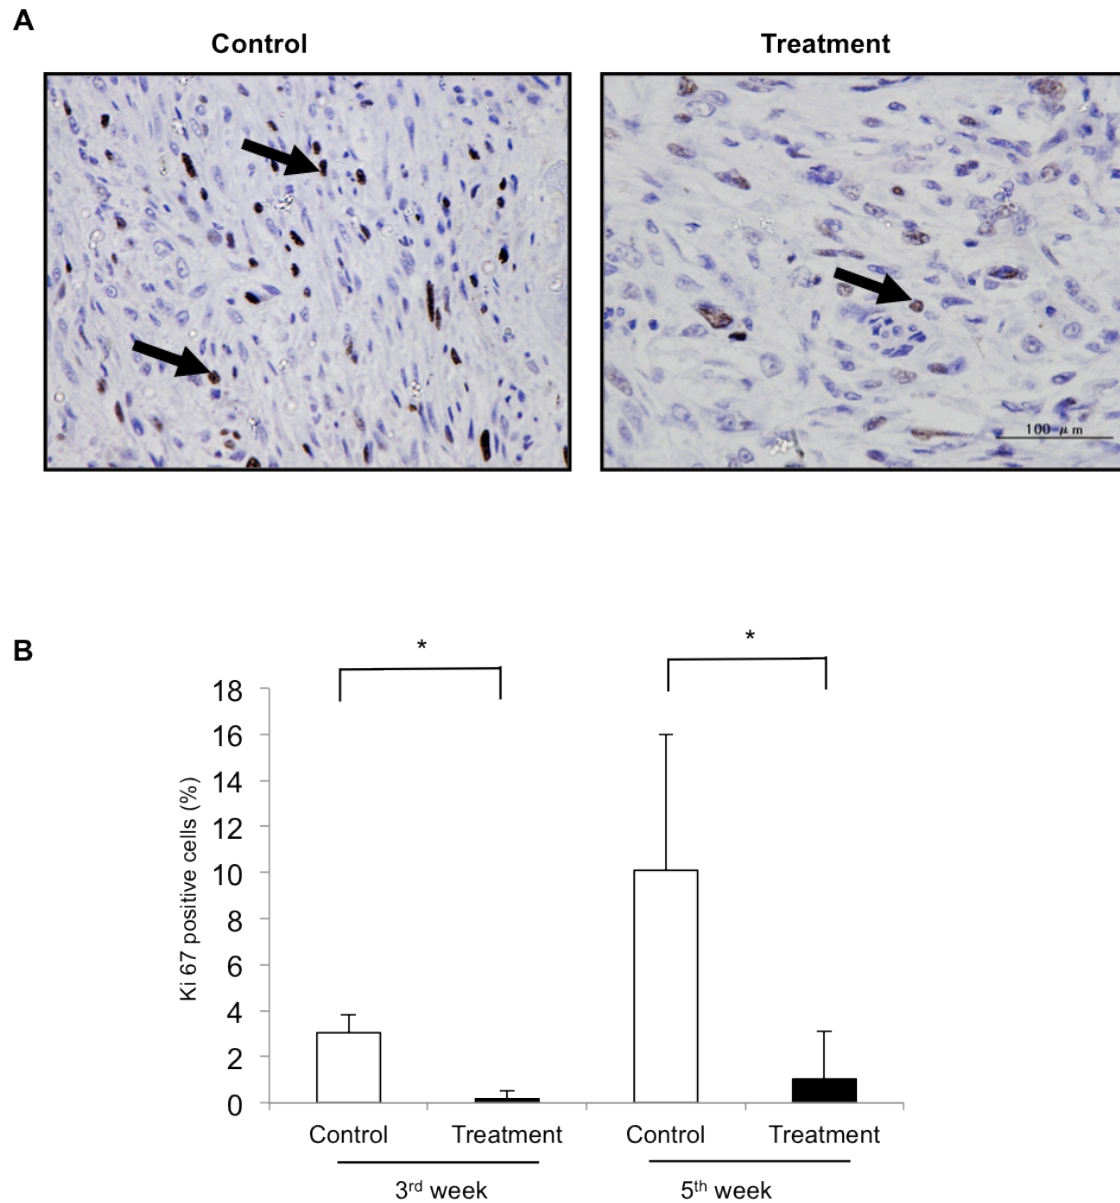 A
Control Treatment
100 μm
B
* *
18
16
14
12
10
8
6
4
2
0
Ki 67 positive cells (%)
Control Treatment Control Treatment
3rd week 5th week